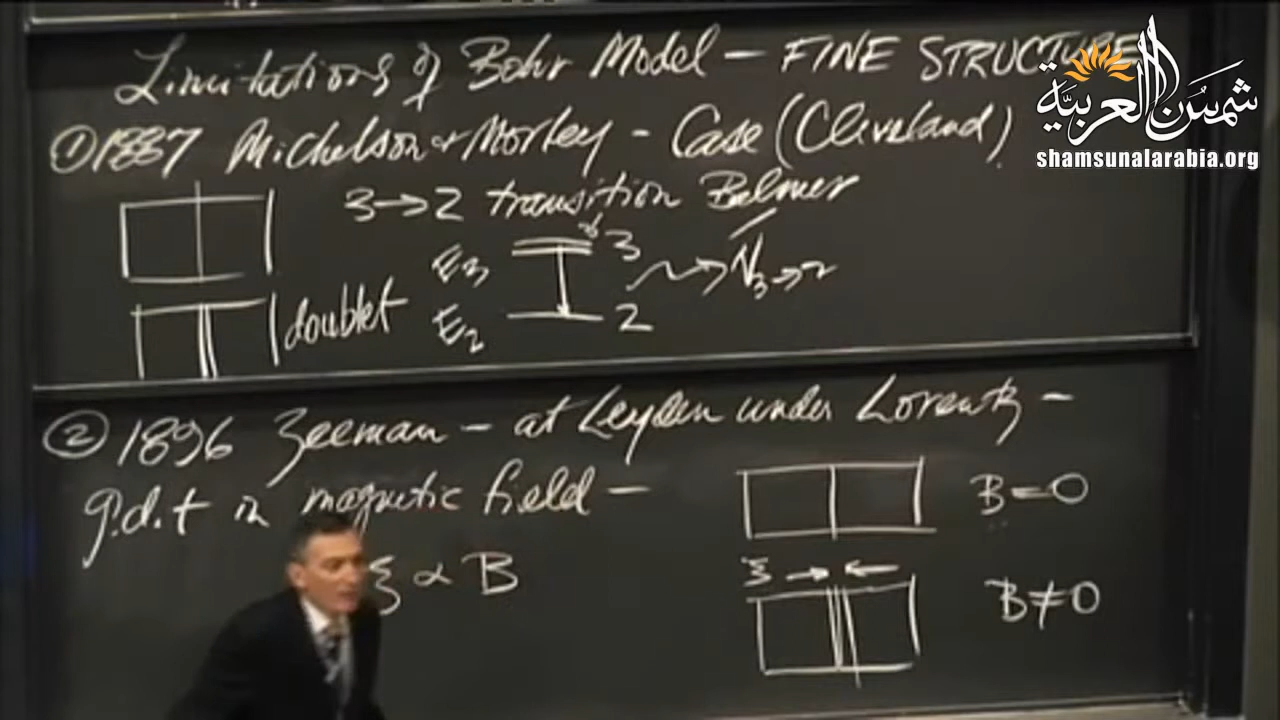 Limitations of Bohr Model — FINE STRUCTURE
شمس العربية
shamsunalarabia.org
① 1887 Michelson & Morley - Case (Cleveland)
3→2 transition Balmer
E3 3 ν3→2
E2 2
doublet
② 1896 Zeeman - at Leyden under Lorentz -
g.d.t in magnetic field -
B=0
ξ ∝ B
ξ → ←
B≠0